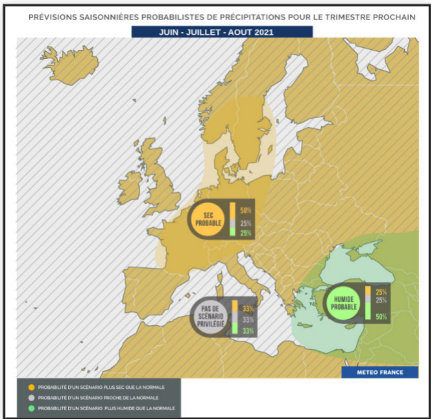 PRÉVISIONS SAISONNIÈRES PROBABILISTES DE PRÉCIPITATIONS POUR LE TRIMESTRE PROCHAIN
JUIN - JUILLET - AOUT 2021
SEC
PROBABLE
50%
25%
25%
PAS DE
SCÉNARIO
PRIVILÉGIÉ
33%
33%
33%
HUMIDE
PROBABLE
25%
25%
50%
METEO FRANCE
PROBABILITÉ D'UN SCÉNARIO PLUS SEC QUE LA NORMALE
PROBABILITÉ D'UN SCÉNARIO PROCHE DE LA NORMALE
PROBABILITÉ D'UN SCÉNARIO PLUS HUMIDE QUE LA NORMALE